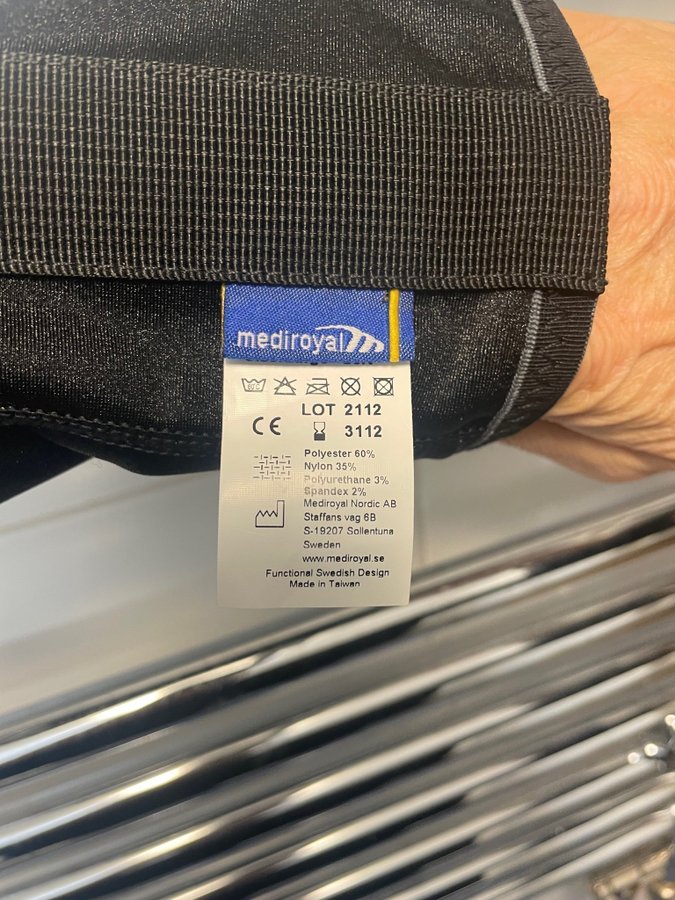 mediroyal
LOT 2112
CE
3112
Polyester 60%
Nylon 35%
Polyurethane 3%
Spandex 2%
Mediroyal Nordic AB
Staffans vag 6B
S-19207 Sollentuna
Sweden
www.mediroyal.se
Functional Swedish Design
Made in Taiwan